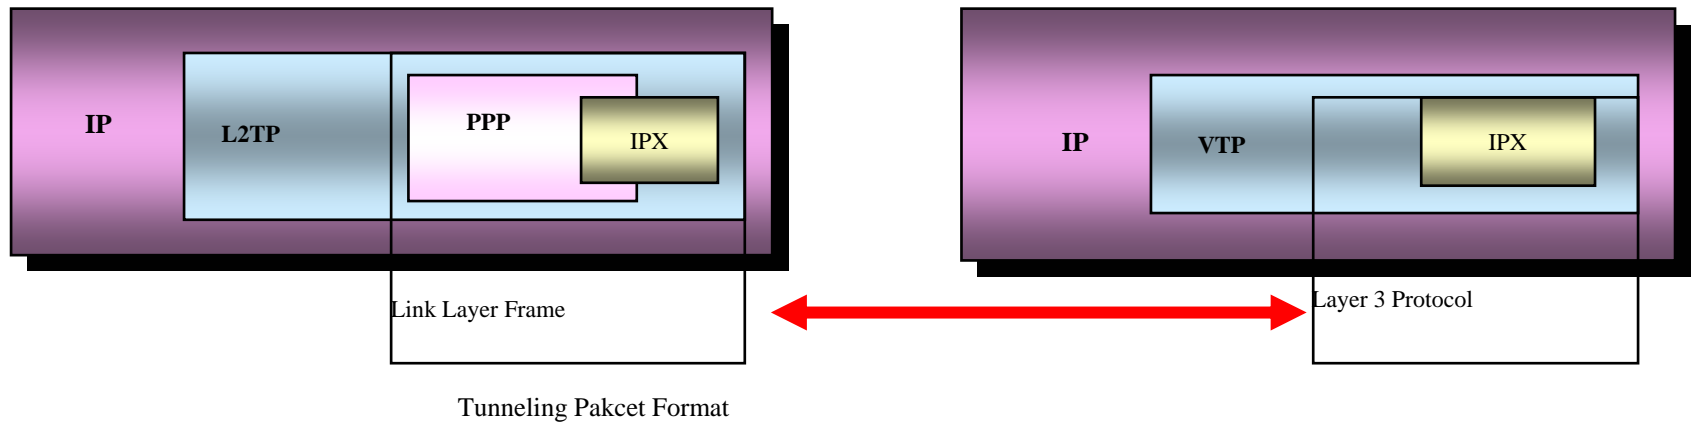 IP
L2TP
PPP
IPX
Link Layer Frame
IP
VTP
IPX
Layer 3 Protocol
Tunneling Pakcet Format